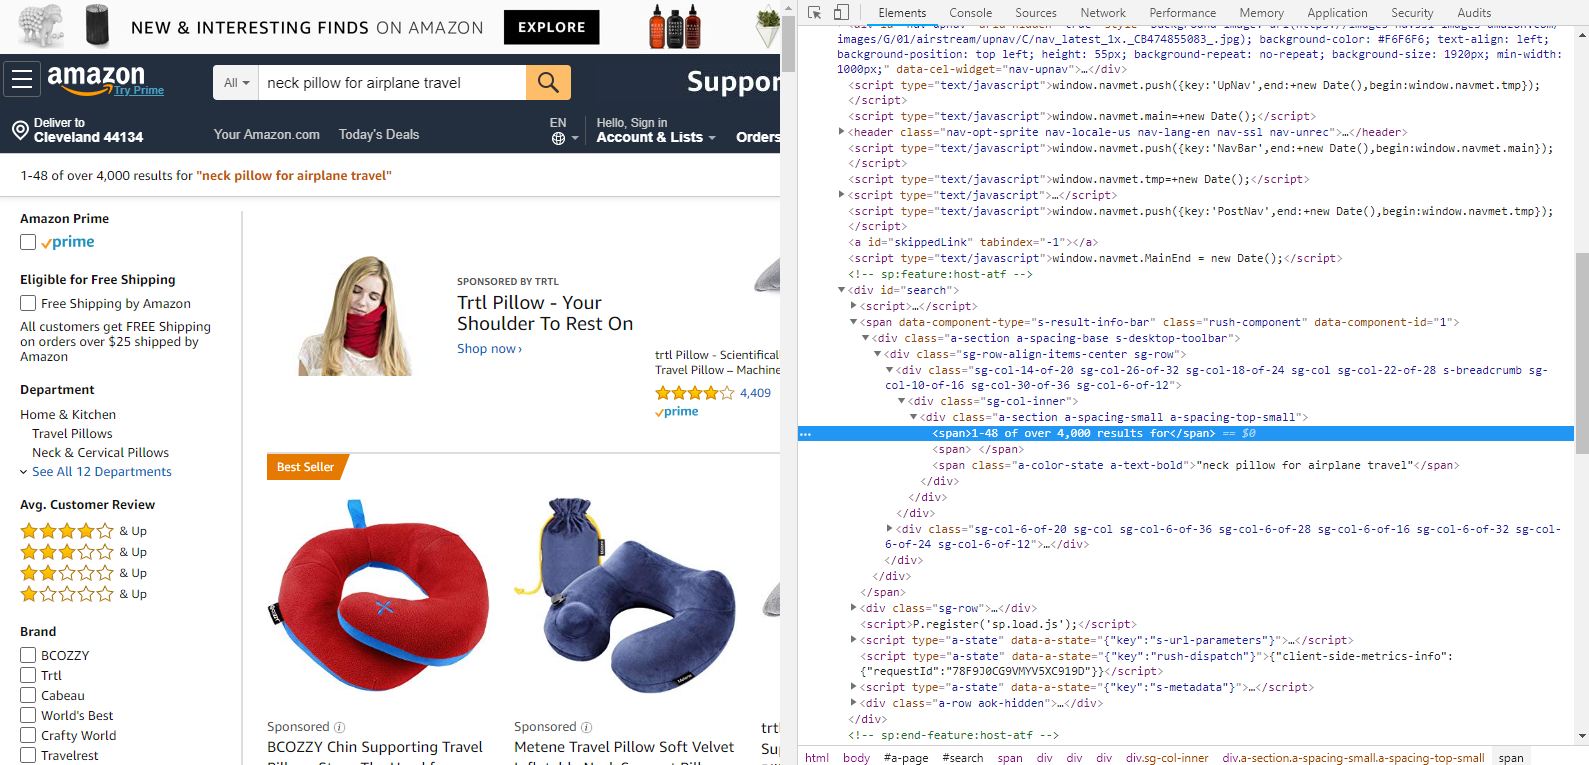 NEW & INTERESTING FINDS ON AMAZON
EXPLORE
amazon
Try Prime
All
neck pillow for airplane travel
Suppor
Deliver to
Cleveland 44134
Your Amazon.com
Today's Deals
EN
Hello, Sign in
Account & Lists
Orders
1-48 of over 4,000 results for "neck pillow for airplane travel"
Amazon Prime
prime
Eligible for Free Shipping
Free Shipping by Amazon
All customers get FREE Shipping
on orders over $25 shipped by
Amazon
Department
Home & Kitchen
Travel Pillows
Neck & Cervical Pillows
See All 12 Departments
Avg. Customer Review
& Up
& Up
& Up
& Up
Brand
BCOZZY
Trtl
Cabeau
World's Best
Crafty World
Travelrest
SPONSORED BY TRTL
Trtl Pillow - Your
Shoulder To Rest On
Shop now ›
trtl Pillow - Scientifical
Travel Pillow – Machine
4,409
prime
Best Seller
BCOZZY
Sponsored
BCOZZY Chin Supporting Travel
Metene
Sponsored
Metene Travel Pillow Soft Velvet
trtl
Sup
Elements Console Sources Network Performance Memory Application Security Audits
images/G/01/airstream/upnav/C/nav_latest_1x._CB474855083_.jpg); background-color: #F6F6F6; text-align: left;
background-position: top left; height: 55px; background-repeat: no-repeat; background-size: 1920px; min-width:
1000px;" data-cel-widget="nav-upnav">…</div>
<script type="text/javascript">window.navmet.push({key:'UpNav',end:+new Date(),begin:window.navmet.tmp});
</script>
<script type="text/javascript">window.navmet.main=+new Date();</script>
<header class="nav-opt-sprite nav-locale-us nav-lang-en nav-ssl nav-unrec">…</header>
<script type="text/javascript">window.navmet.push({key:'NavBar',end:+new Date(),begin:window.navmet.main});
</script>
<script type="text/javascript">window.navmet.tmp=+new Date();</script>
<script type="text/javascript">…</script>
<script type="text/javascript">window.navmet.push({key:'PostNav',end:+new Date(),begin:window.navmet.tmp});
</script>
<a id="skippedLink" tabindex="-1"></a>
<script type="text/javascript">window.navmet.MainEnd = new Date();</script>
<!-- sp:feature:host-atf -->
<div id="search">
<script>…</script>
<span data-component-type="s-result-info-bar" class="rush-component" data-component-id="1">
<div class="a-section a-spacing-base s-desktop-toolbar">
<div class="sg-row-align-items-center sg-row">
<div class="sg-col-14-of-20 sg-col-26-of-32 sg-col-18-of-24 sg-col sg-col-22-of-28 s-breadcrumb sg-
col-10-of-16 sg-col-30-of-36 sg-col-6-of-12">
<div class="sg-col-inner">
<div class="a-section a-spacing-small a-spacing-top-small">
… <span>1-48 of over 4,000 results for</span> == $0
<span> </span>
<span class="a-color-state a-text-bold">"neck pillow for airplane travel"</span>
</div>
</div>
</div>
<div class="sg-col-6-of-20 sg-col sg-col-6-of-36 sg-col-6-of-28 sg-col-6-of-16 sg-col-6-of-32 sg-col-
6-of-24 sg-col-6-of-12">…</div>
</div>
</div>
</span>
<div class="sg-row">…</div>
<script>P.register('sp.load.js');</script>
<script type="a-state" data-a-state="{"key":"s-url-parameters"}">…</script>
<script type="a-state" data-a-state="{"key":"rush-dispatch"}">{"client-side-metrics-info":
{"requestId":"78F9J0CG9VMYV5XC919D"}}</script>
<script type="a-state" data-a-state="{"key":"s-metadata"}">…</script>
<div class="a-row aok-hidden">…</div>
</div>
<!-- sp:end-feature:host-atf -->
html body #a-page #search span div div div div.sg-col-inner div.a-section.a-spacing-small.a-spacing-top-small span